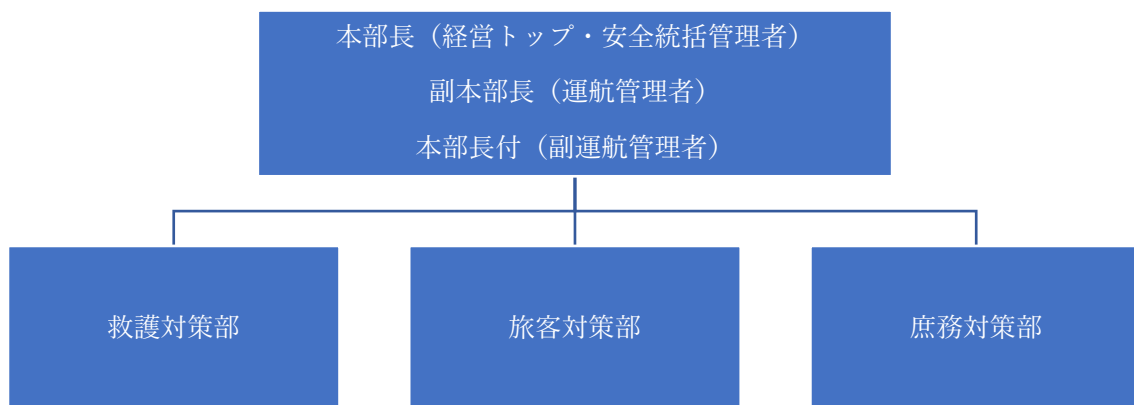 本部長（経営トップ・安全統括管理者）
副本部長（運航管理者）
本部長付（副運航管理者）
救護対策部
旅客対策部
庶務対策部